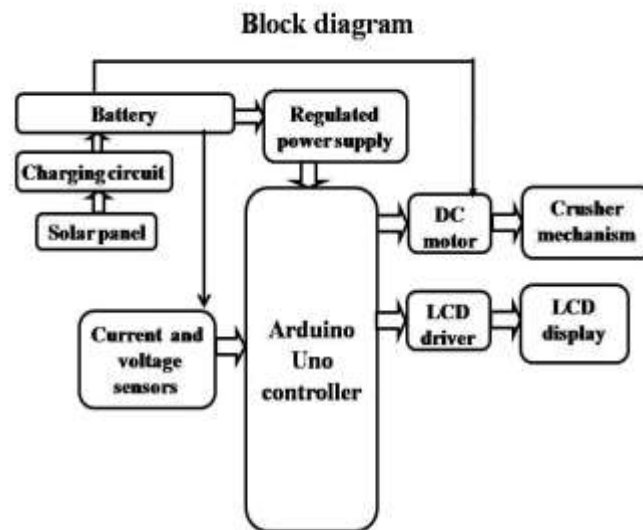 Block diagram
Battery
Regulated
power supply
Charging circuit
Solar panel
DC
motor
Crusher
mechanism
Current and
voltage
sensors
Arduino
Uno
controller
LCD
driver
LCD
display